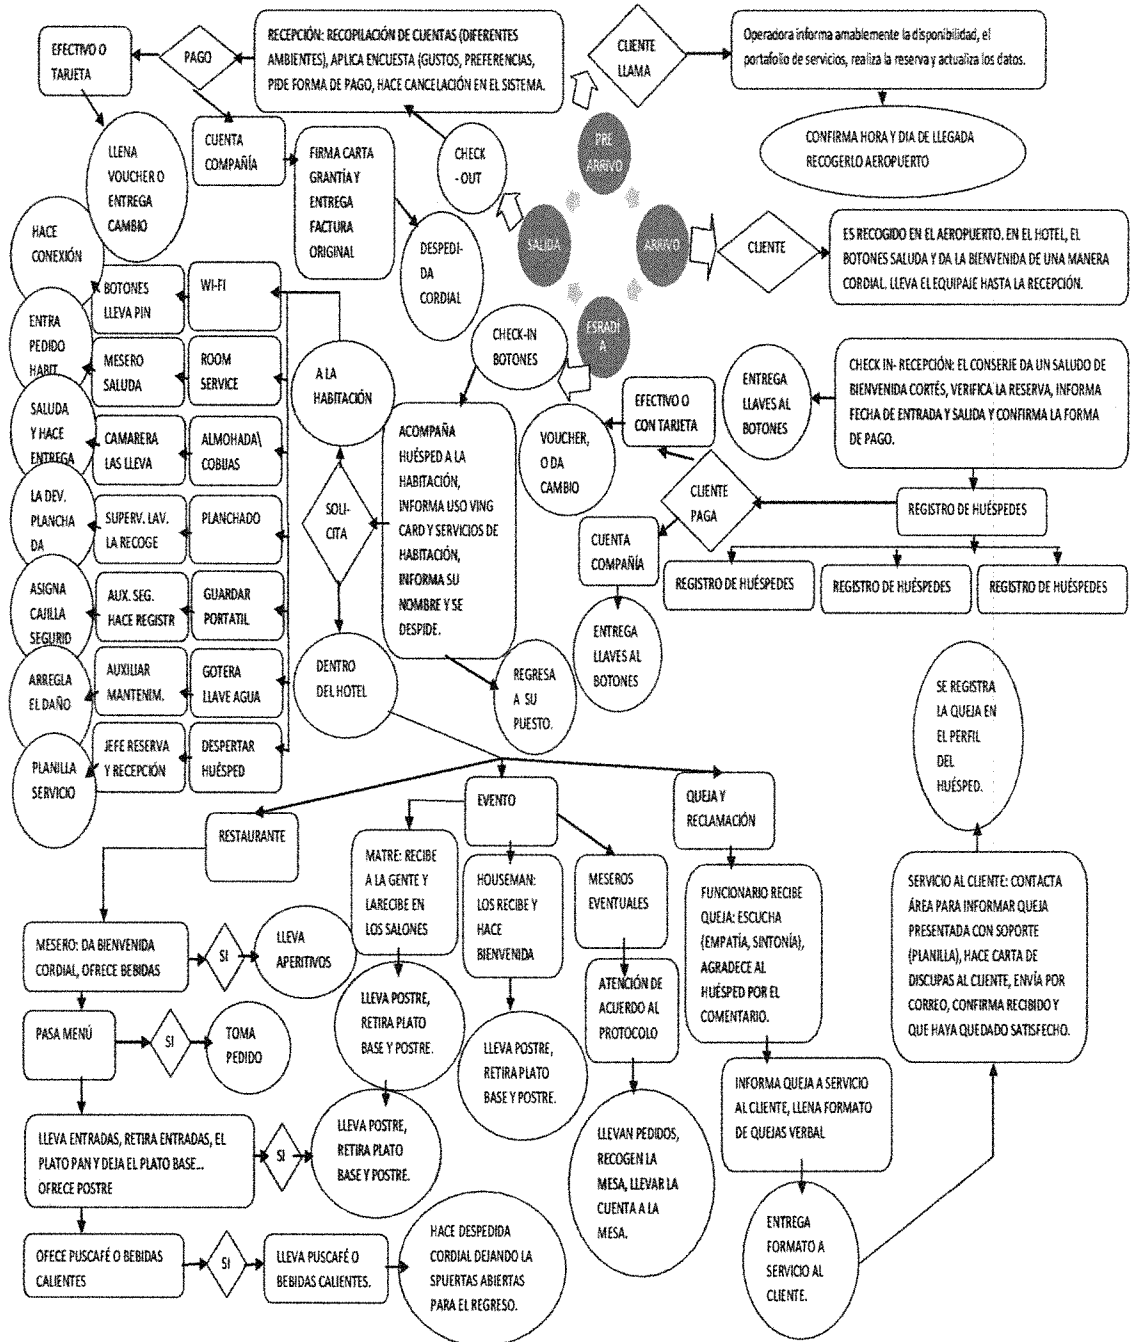 EFECTIVO O
TARJETA
PAGO
RECEPCIÓN: RECOPILACIÓN DE CUENTAS (DIFERENTES
AMBIENTES), APLICA ENCUESTA (GUSTOS, PREFERENCIAS,
PIDE FORMA DE PAGO, HACE CANCELACIÓN EN EL SISTEMA.
CLIENTE
LLAMA
Operadora informa amablemente la disponibilidad, el
portafolio de servicios, realiza la reserva y actualiza los datos.
CONFIRMA HORA Y DIA DE LLEGADA
RECOGERLO AEROPUERTO
LLENA
VOUCHER O
ENTREGA
CAMBIO
CUENTA
COMPAÑÍA
FIRMA CARTA
GRANTÍA Y
ENTREGA
FACTURA
ORIGINAL
CHECK
-OUT
DESPEDI-
DA
CORDIAL
PRE
ARRIVO
SALIDA
ARRIVO
ESRADI
A
CLIENTE
ES RECOGIDO EN EL AEROPUERTO. EN EL HOTEL, EL
BOTONES SALUDA Y DA LA BIENVENIDA DE UNA MANERA
CORDIAL. LLEVA EL EQUIPAJE HASTA LA RECEPCIÓN.
HACE
CONEXIÓN
BOTONES
LLEVA PIN
WI-FI
ENTRA
PEDIDO
HABIT.
MESERO
SALUDA
ROOM
SERVICE
SALUDA
Y HACE
ENTREGA
CAMARERA
LAS LLEVA
ALMOHADA\
COBIJAS
LA DEV.
PLANCHA
DA
SUPERV. LAV.
LA RECOGE
PLANCHADO
ASIGNA
CAJILLA
SEGURID
AUX. SEG.
HACE REGISTR
GUARDAR
PORTATIL
ARREGLA
EL DAÑO
AUXILIAR
MANTENIM.
GOTERA
LLAVE AGUA
PLANILLA
SERVICIO
JEFE RESERVA
Y RECEPCIÓN
DESPERTAR
HUÉSPED
A LA
HABITACIÓN
SOLI-
CITA
DENTRO
DEL HOTEL
CHECK-IN
BOTONES
ACOMPAÑA
HUÉSPED A LA
HABITACIÓN,
INFORMA USO VING
CARD Y SERVICIOS DE
HABITACIÓN,
INFORMA SU
NOMBRE Y SE
DESPIDE.
REGRESA
A SU
PUESTO.
VOUCHER,
O DA
CAMBIO
EFECTIVO O
CON TARJETA
CLIENTE
PAGA
CUENTA
COMPAÑÍA
ENTREGA
LLAVES AL
BOTONES
ENTREGA
LLAVES AL
BOTONES
CHECK IN- RECEPCIÓN: EL CONSERJE DA UN SALUDO DE
BIENVENIDA CORTÉS, VERIFICA LA RESERVA, INFORMA
FECHA DE ENTRADA Y SALIDA Y CONFIRMA LA FORMA
DE PAGO.
REGISTRO DE HUÉSPEDES
REGISTRO DE HUÉSPEDES
REGISTRO DE HUÉSPEDES
REGISTRO DE HUÉSPEDES
SE REGISTRA
LA QUEJA EN
EL PERFIL
DEL
HUÉSPED.
RESTAURANTE
EVENTO
QUEJA Y
RECLAMACIÓN
MATRE: RECIBE
A LA GENTE Y
LARECIBE EN
LOS SALONES
HOUSEMAN:
LOS RECIBE Y
HACE
BIENVENIDA
MESEROS
EVENTUALES
FUNCIONARIO RECIBE
QUEJA: ESCUCHA
(EMPATÍA, SINTONÍA),
AGRADECE AL
HUÉSPED POR EL
COMENTARIO.
SERVICIO AL CLIENTE: CONTACTA
ÁREA PARA INFORMAR QUEJA
PRESENTADA CON SOPORTE
(PLANILLA), HACE CARTA DE
DISCUPAS AL CLIENTE, ENVÍA POR
CORREO, CONFIRMA RECIBIDO Y
QUE HAYA QUEDADO SATISFECHO.
MESERO: DA BIENVENIDA
CORDIAL, OFRECE BEBIDAS
SI
LLEVA
APERITIVOS
LLEVA POSTRE,
RETIRA PLATO
BASE Y POSTRE.
LLEVA POSTRE,
RETIRA PLATO
BASE Y POSTRE.
ATENCIÓN DE
ACUERDO AL
PROTOCOLO
PASA MENÚ
SI
TOMA
PEDIDO
INFORMA QUEJA A SERVICIO
AL CLIENTE, LLENA FORMATO
DE QUEJAS VERBAL
LLEVA ENTRADAS, RETIRA ENTRADAS, EL
PLATO PAN Y DEJA EL PLATO BASE...
OFRECE POSTRE
SI
LLEVA POSTRE,
RETIRA PLATO
BASE Y POSTRE.
LLEVAN PEDIDOS,
RECOGEN LA
MESA, LLEVAR LA
CUENTA A LA
MESA.
ENTREGA
FORMATO A
SERVICIO AL
CLIENTE.
OFECE PUSCAFÉ O BEBIDAS
CALIENTES
SI
LLEVA PUSCAFÉ O
BEBIDAS CALIENTES.
HACE DESPEDIDA
CORDIAL DEJANDO LA
SPUERTAS ABIERTAS
PARA EL REGRESO.